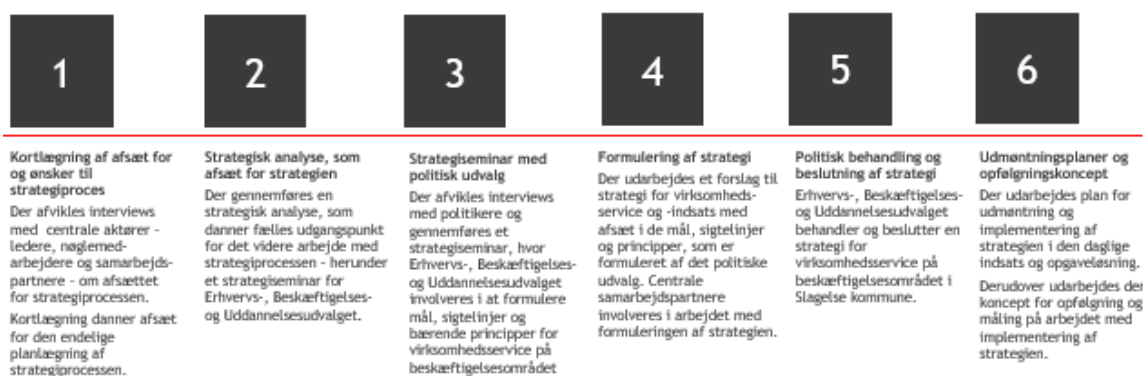 1
2
3
4
5
6
Kortlægning af afsæt for
og ønsker til
strategiproces
Der afvikles interviews
med centrale aktører -
ledere, nøglemed-
arbejdere og samarbejds-
partnere - om afsættet
for strategiprocessen.
Kortlægning danner afsæt
for den endelige
planlægning af
strategiprocessen.
Strategisk analyse, som
afsæt for strategien
Der gennemføres en
strategisk analyse, som
danner fælles udgangspunkt
for det videre arbejde med
strategiprocessen - herunder
et strategiseminar for
Erhvervs-, Beskæftigelses-
og Uddannelsesudvalget.
Strategiseminar med
politisk udvalg
Der afvikles interviews
med politikere og
gennemføres et
strategiseminar, hvor
Erhvervs-, Beskæftigelses-
og Uddannelsesudvalget
involveres i at formulere
mål, sigtelinjer og
bærende principper for
virksomhedsservice på
beskæftigelsesområdet
Formulering af strategi
Der udarbejdes et forslag til
strategi for virksomheds-
service og -indsats med
afsæt i de mål, sigtelinjer
og principper, som er
formuleret af det politiske
udvalg. Centrale
samarbejdspartnere
involveres i arbejdet med
formuleringen af strategien.
Politisk behandling og
beslutning af strategi
Erhvervs-, Beskæftigelses-
og Uddannelsesudvalget
behandler og beslutter en
strategi for
virksomhedsservice på
beskæftigelsesområdet i
Slagelse kommune.
Udmøntningsplaner og
opfølgningskoncept
Der udarbejdes plan for
udmøntning og
implementering af
strategien i den daglige
indsats og opgaveløsning.
Derudover udarbejdes der
koncept for opfølgning og
måling på arbejdet med
implementering af
strategien.